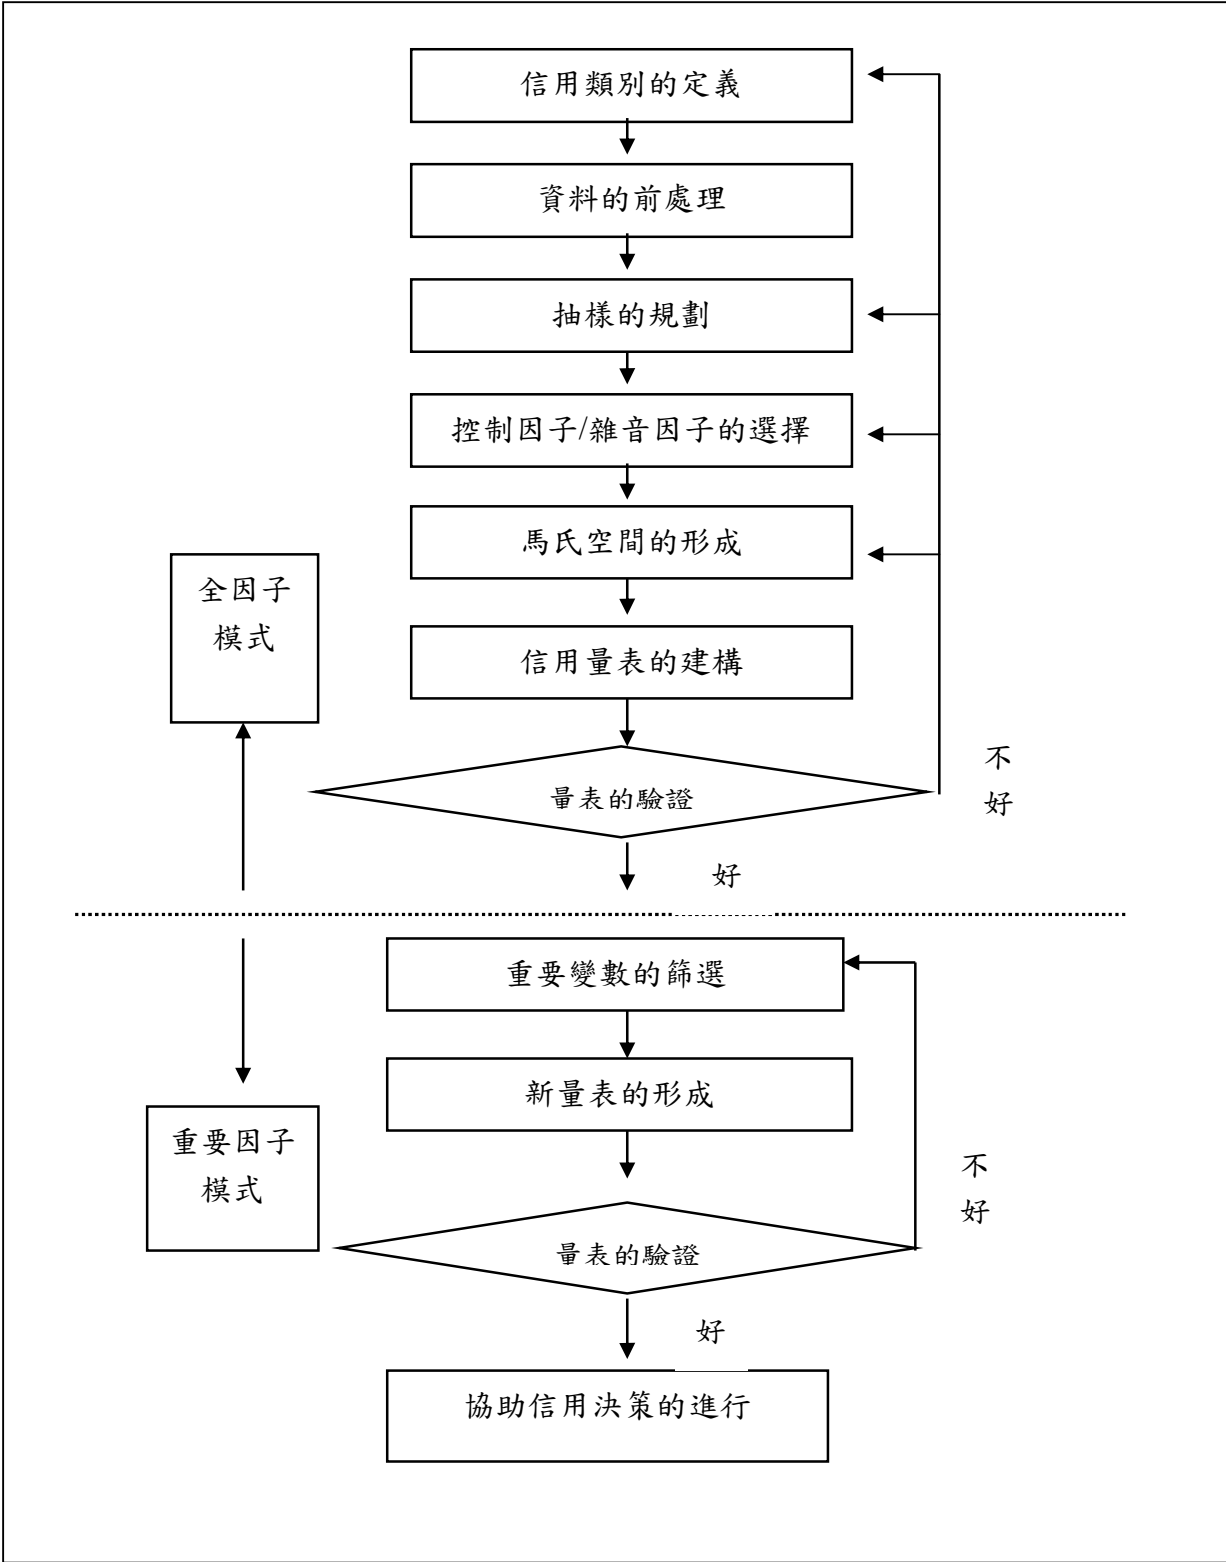 信用類別的定義
資料的前處理
抽樣的規劃
控制因子/雜音因子的選擇
馬氏空間的形成
全因子
模式
信用量表的建構
不
好
量表的驗證
好
重要變數的篩選
新量表的形成
重要因子
模式
不
好
量表的驗證
好
協助信用決策的進行